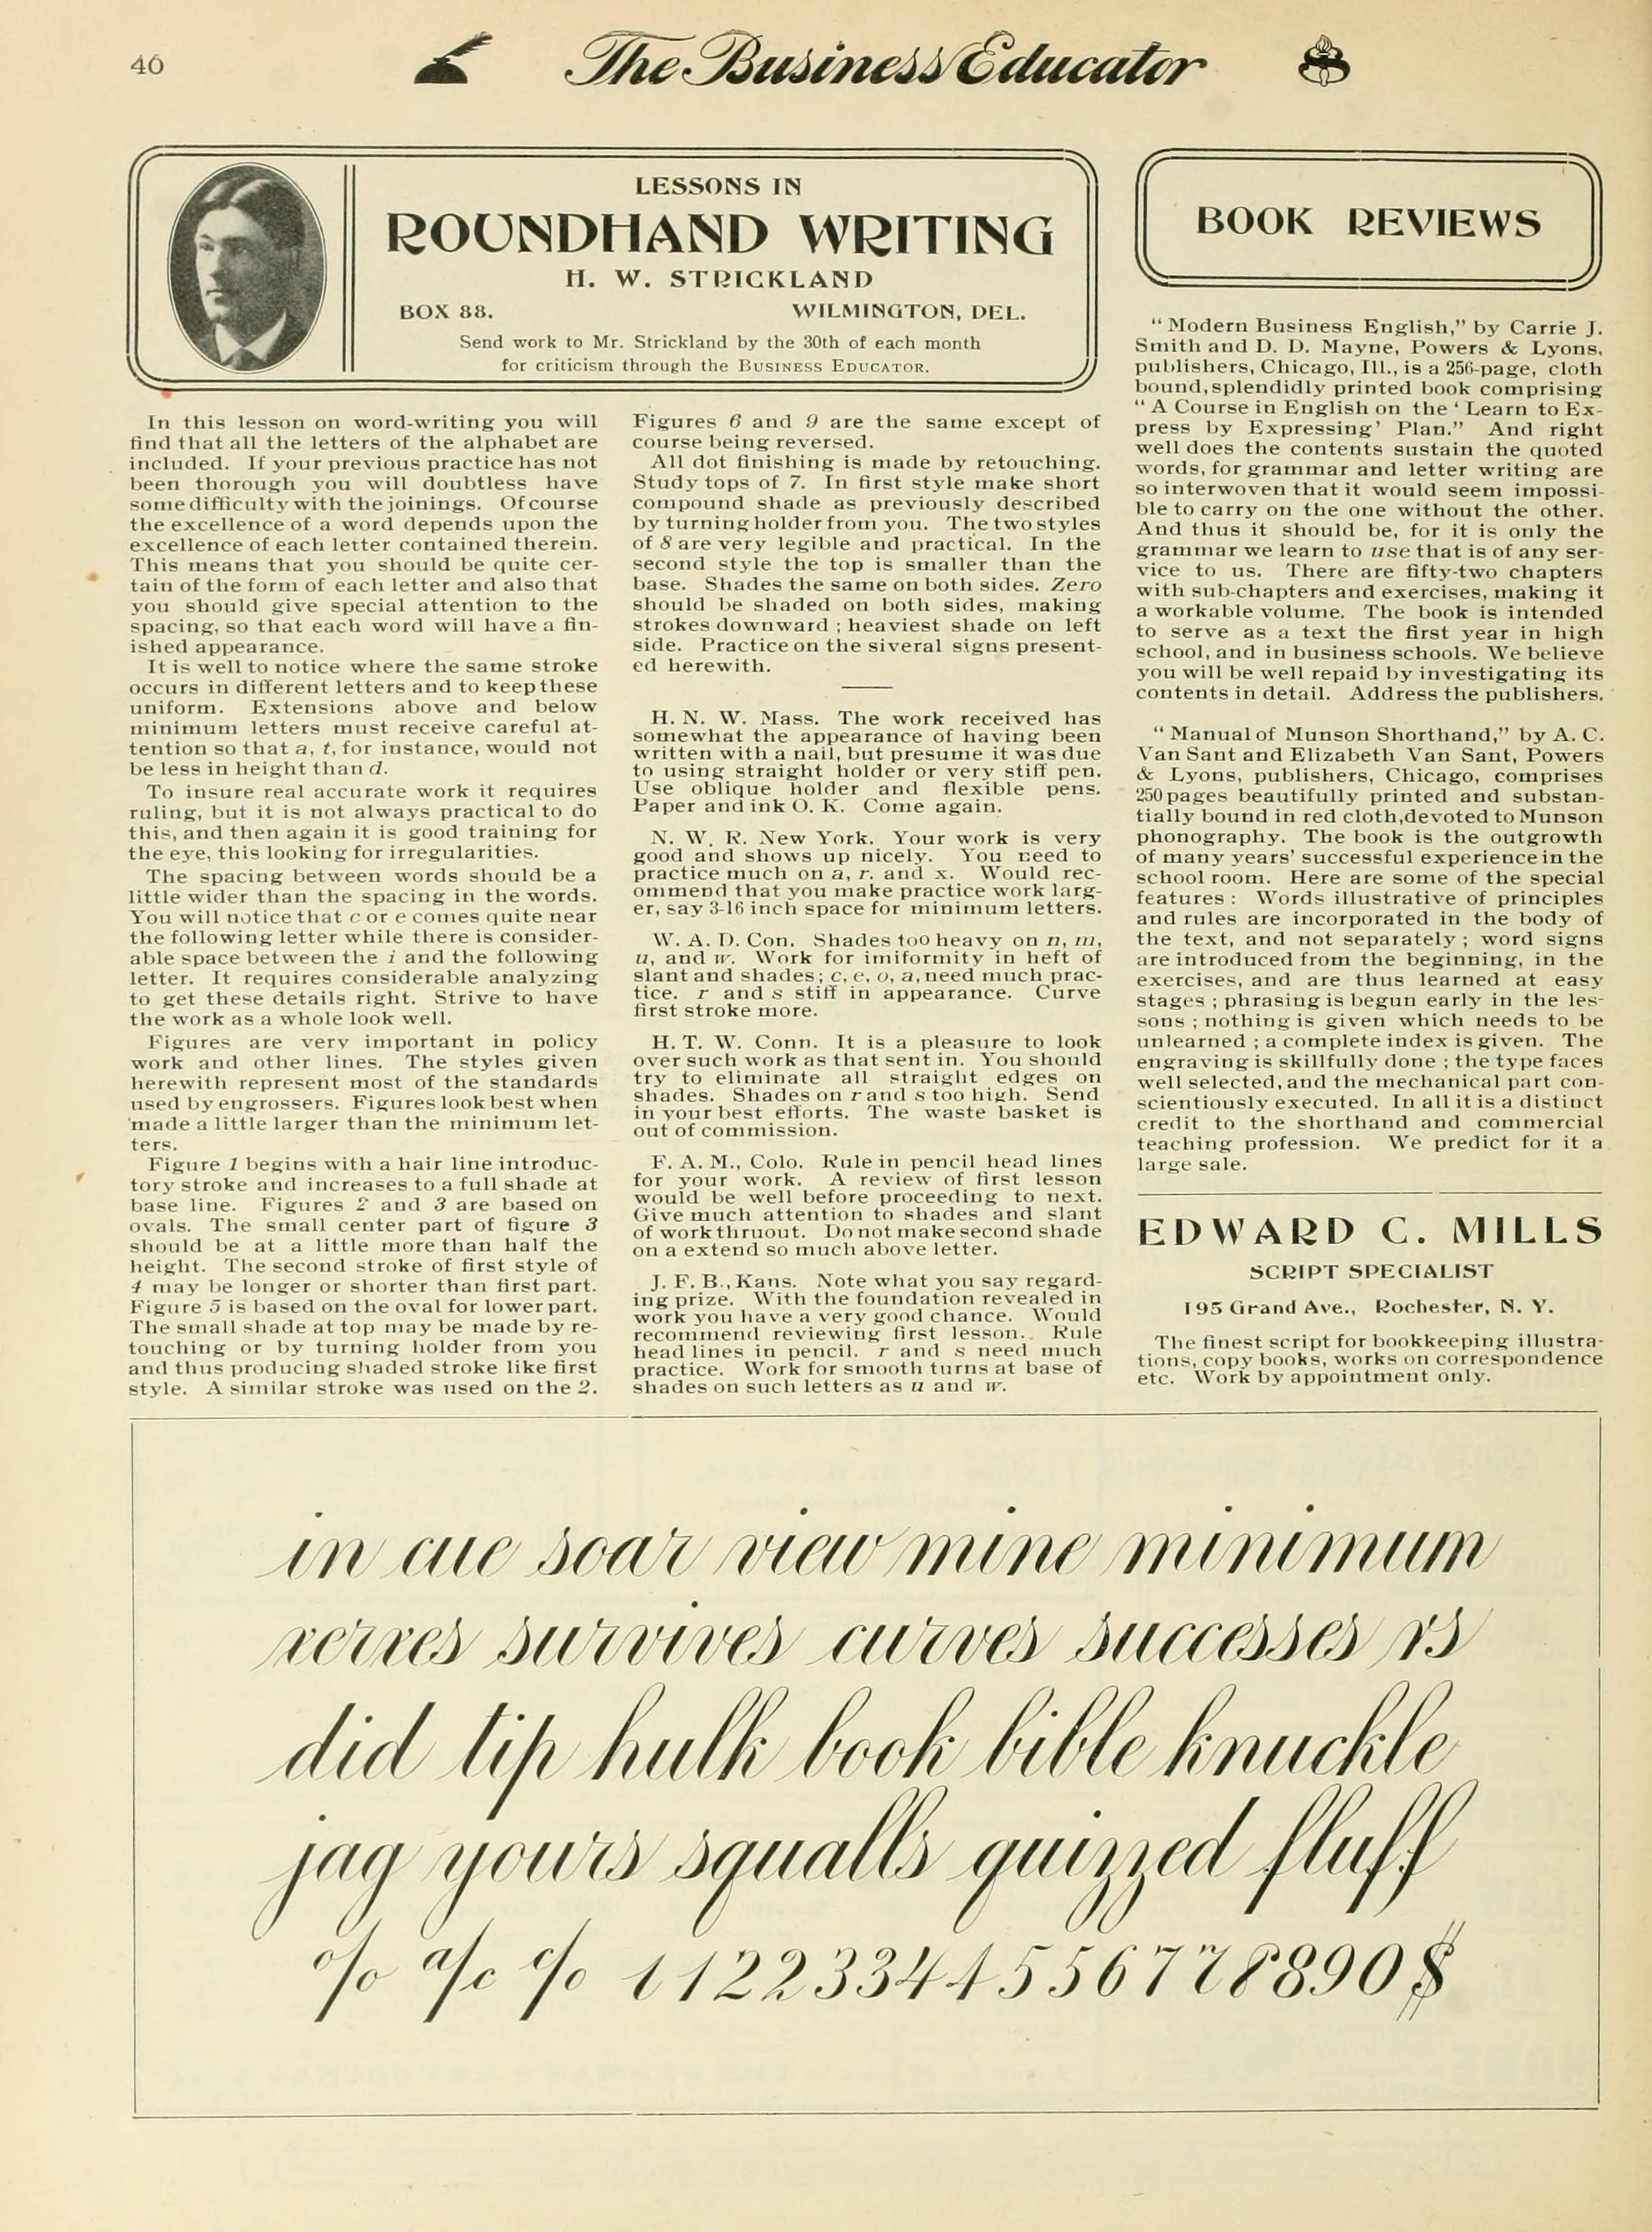 40
The Business Educator
LESSONS IN
ROUNDHAND WRITING
H. W. STRICKLAND
BOX 88. WILMINGTON, DEL.
Send work to Mr. Strickland by the 30th of each month
for criticism through the BUSINESS EDUCATOR.
In this lesson on word-writing you will
find that all the letters of the alphabet are
included. If your previous practice has not
been thorough you will doubtless have
some difficulty with the joinings. Of course
the excellence of a word depends upon the
excellence of each letter contained therein.
This means that you should be quite cer-
tain of the form of each letter and also that
you should give special attention to the
spacing, so that each word will have a fin-
ished appearance.
It is well to notice where the same stroke
occurs in different letters and to keep these
uniform. Extensions above and below
minimum letters must receive careful at-
tention so that a, t, for instance, would not
be less in height than d.
To insure real accurate work it requires
ruling, but it is not always practical to do
this, and then again it is good training for
the eye, this looking for irregularities.
The spacing between words should be a
little wider than the spacing in the words.
You will notice that c or e comes quite near
the following letter while there is consider-
able space between the i and the following
letter. It requires considerable analyzing
to get these details right. Strive to have
the work as a whole look well.
Figures are very important in policy
work and other lines. The styles given
herewith represent most of the standards
used by engrossers. Figures look best when
made a little larger than the minimum let-
ters.
Figure 1 begins with a hair line introduc-
tory stroke and increases to a full shade at
base line. Figures 2 and 3 are based on
ovals. The small center part of figure 3
should be at a little more than half the
height. The second stroke of first style of
4 may be longer or shorter than first part.
Figure 5 is based on the oval for lower part.
The small shade at top may be made by re-
touching or by turning holder from you
and thus producing shaded stroke like first
style. A similar stroke was used on the 2.
Figures 6 and 9 are the same except of
course being reversed.
All dot finishing is made by retouching.
Study tops of 7. In first style make short
compound shade as previously described
by turning holder from you. The two styles
of 8 are very legible and practical. In the
second style the top is smaller than the
base. Shades the same on both sides. Zero
should be shaded on both sides, making
strokes downward ; heaviest shade on left
side. Practice on the siveral signs present-
ed herewith.
H. N. W. Mass. The work received has
somewhat the appearance of having been
written with a nail, but presume it was due
to using straight holder or very stiff pen.
Use oblique holder and flexible pens.
Paper and ink O. K. Come again.
N. W. R. New York. Your work is very
good and shows up nicely. You need to
practice much on a, r. and x. Would rec-
ommend that you make practice work larg-
er, say 3-16 inch space for minimum letters.
W. A. D. Con. Shades too heavy on n, m,
u, and w. Work for imiformity in heft of
slant and shades; c, e, o, a, need much prac-
tice. r and s stiff in appearance. Curve
first stroke more.
H. T. W. Conn. It is a pleasure to look
over such work as that sent in. You should
try to eliminate all straight edges on
shades. Shades on r and s too high. Send
in your best efforts. The waste basket is
out of commission.
F. A. M., Colo. Rule in pencil head lines
for your work. A review of first lesson
would be well before proceeding to next.
Give much attention to shades and slant
of work thruout. Do not make second shade
on a extend so much above letter.
J. F. B., Kans. Note what you say regard-
ing prize. With the foundation revealed in
work you have a very good chance. Would
recommend reviewing first lesson. Rule
head lines in pencil. r and s need much
practice. Work for smooth turns at base of
shades on such letters as u and w.
BOOK REVIEWS
" Modern Business English," by Carrie J.
Smith and D. D. Mayne, Powers & Lyons,
publishers, Chicago, Ill., is a 256-page, cloth
bound, splendidly printed book comprising
" A Course in English on the ' Learn to Ex-
press by Expressing' Plan." And right
well does the contents sustain the quoted
words, for grammar and letter writing are
so interwoven that it would seem impossi-
ble to carry on the one without the other.
And thus it should be, for it is only the
grammar we learn to use that is of any ser-
vice to us. There are fifty-two chapters
with sub-chapters and exercises, making it
a workable volume. The book is intended
to serve as a text the first year in high
school, and in business schools. We believe
you will be well repaid by investigating its
contents in detail. Address the publishers.
" Manual of Munson Shorthand," by A. C.
Van Sant and Elizabeth Van Sant, Powers
& Lyons, publishers, Chicago, comprises
250 pages beautifully printed and substan-
tially bound in red cloth, devoted to Munson
phonography. The book is the outgrowth
of many years' successful experience in the
school room. Here are some of the special
features : Words illustrative of principles
and rules are incorporated in the body of
the text, and not separately ; word signs
are introduced from the beginning, in the
exercises, and are thus learned at easy
stages ; phrasing is begun early in the les-
sons ; nothing is given which needs to be
unlearned ; a complete index is given. The
engraving is skillfully done ; the type faces
well selected, and the mechanical part con-
scientiously executed. In all it is a distinct
credit to the shorthand and commercial
teaching profession. We predict for it a
large sale.
EDWARD C. MILLS
SCRIPT SPECIALIST
195 Grand Ave., Rochester, N. Y.
The finest script for bookkeeping illustra-
tions, copy books, works on correspondence
etc. Work by appointment only.
in cue soar view mine minimum
xerxes survives curves successes rs
did tip hulk book bible knuckle
jag yours squalls quizzed fluff
% a/c c/o 1 1 2 2 3 3 4 4 5 5 6 7 7 8 8 9 0 $